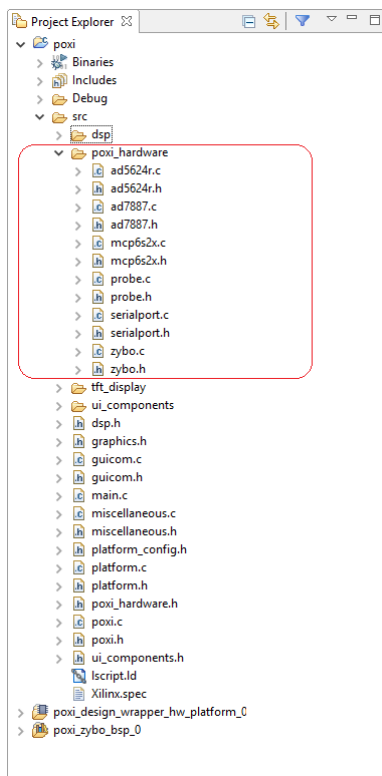 Project Explorer
poxi
Binaries
Includes
Debug
src
dsp
poxi_hardware
ad5624r.c
ad5624r.h
ad7887.c
ad7887.h
mcp6s2x.c
mcp6s2x.h
probe.c
probe.h
serialport.c
serialport.h
zybo.c
zybo.h
tft_display
ui_components
dsp.h
graphics.h
guicom.c
guicom.h
main.c
miscellaneous.c
miscellaneous.h
platform_config.h
platform.c
platform.h
poxi_hardware.h
poxi.c
poxi.h
ui_components.h
lscript.ld
Xilinx.spec
poxi_design_wrapper_hw_platform_0
poxi_zybo_bsp_0